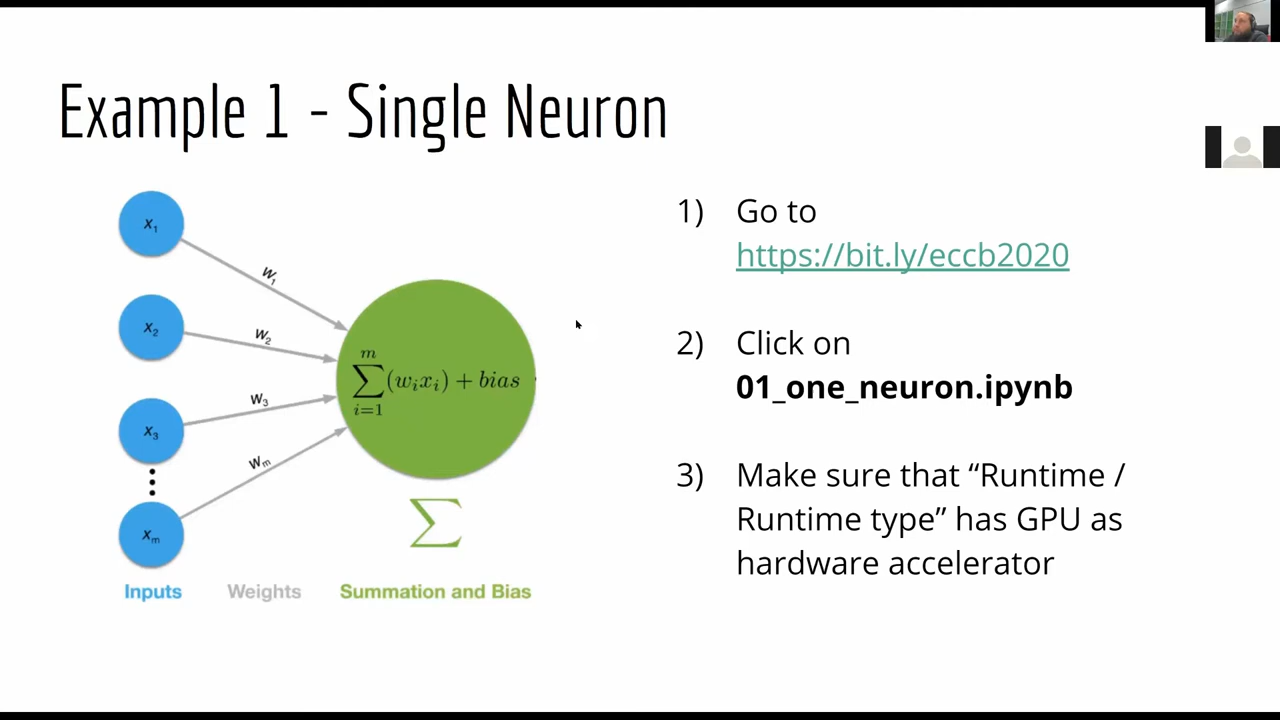 Example 1 - Single Neuron
x₁
x₂
x₃
xₘ
w₁
w₂
w₃
wₘ
m
∑(wᵢxᵢ) + bias
i=1
∑
Inputs
Weights
Summation and Bias
1) Go to
https://bit.ly/eccb2020
2) Click on
01_one_neuron.ipynb
3) Make sure that “Runtime /
Runtime type” has GPU as
hardware accelerator